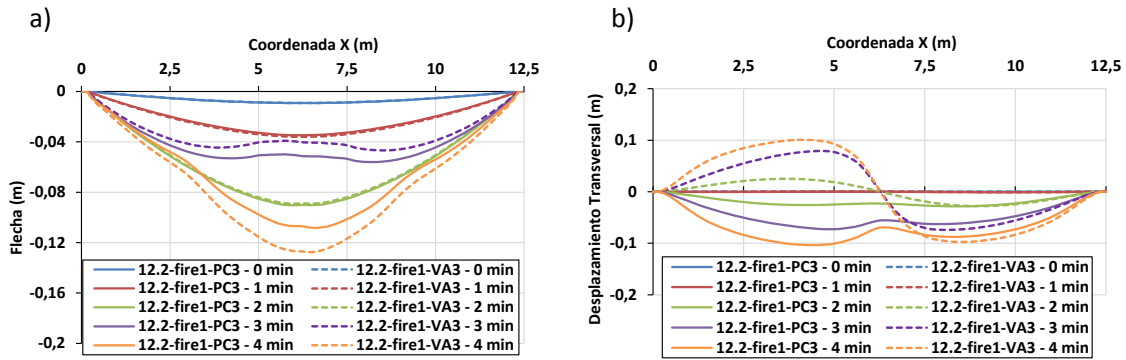 a)
Coordenada X (m)
0 2,5 5 7,5 10 12,5
0
-0,04
-0,08
-0,12
-0,16
-0,2
Flecha (m)
12.2-fire1-PC3 - 0 min 12.2-fire1-VA3 - 0 min
12.2-fire1-PC3 - 1 min 12.2-fire1-VA3 - 1 min
12.2-fire1-PC3 - 2 min 12.2-fire1-VA3 - 2 min
12.2-fire1-PC3 - 3 min 12.2-fire1-VA3 - 3 min
12.2-fire1-PC3 - 4 min 12.2-fire1-VA3 - 4 min
b)
Coordenada X (m)
0 2,5 5 7,5 10 12,5
0,2
0,1
0
-0,1
-0,2
Desplazamiento Transversal (m)
12.2-fire1-PC3 - 0 min 12.2-fire1-VA3 - 0 min
12.2-fire1-PC3 - 1 min 12.2-fire1-VA3 - 1 min
12.2-fire1-PC3 - 2 min 12.2-fire1-VA3 - 2 min
12.2-fire1-PC3 - 3 min 12.2-fire1-VA3 - 3 min
12.2-fire1-PC3 - 4 min 12.2-fire1-VA3 - 4 min